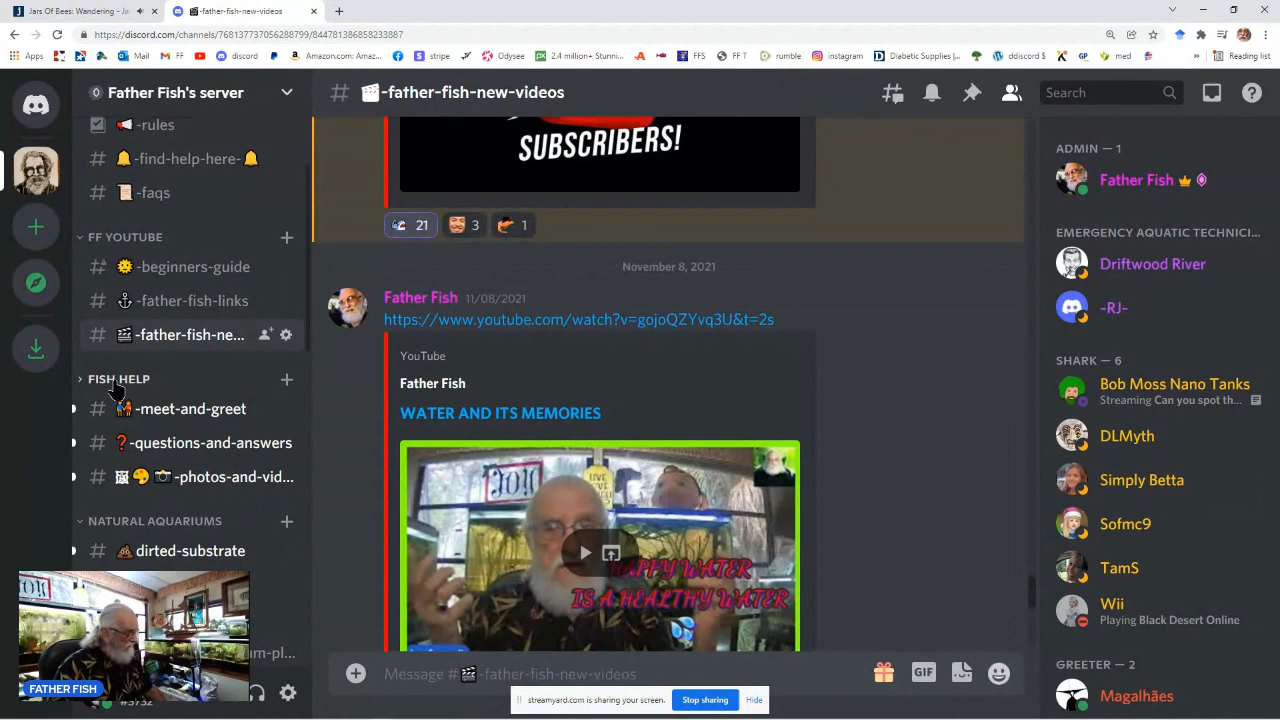 Jars Of Bees: Wandering - Ja
-father-fish-new-videos
https://discord.com/channels/768137737056288799/844781386858233887
Apps
Mail
FF
discord
Amazon.com: Amaz...
stripe
Odysee
2.4 million+ Stunni...
FFS
FF T
rumble
instagram
Diabetic Supplies |...
ddiscord $
GP
med
»
Reading list
Father Fish's server
-father-fish-new-videos
Search
-rules
-find-help-here-
-faqs
FF YOUTUBE
-beginners-guide
-father-fish-links
-father-fish-ne...
FISH HELP
-meet-and-greet
-questions-and-answers
-photos-and-vid...
NATURAL AQUARIUMS
dirted-substrate
um-pl...
FATHER FISH
#3732
SUBSCRIBERS!
21
3
1
November 8, 2021
Father Fish 11/08/2021
https://www.youtube.com/watch?v=gojoQZYvq3U&t=2s
YouTube
Father Fish
WATER AND ITS MEMORIES
HAPPY WATER
IS A HEALTHY WATER
Message #-father-fish-new-videos
GIF
streamyard.com is sharing your screen.
Stop sharing
Hide
ADMIN — 1
Father Fish
EMERGENCY AQUATIC TECHNICI...
Driftwood River
-RJ-
SHARK — 6
Bob Moss Nano Tanks
Streaming Can you spot th...
DLMyth
Simply Betta
Sofmc9
TamS
Wii
Playing Black Desert Online
GREETER — 2
Magalhães